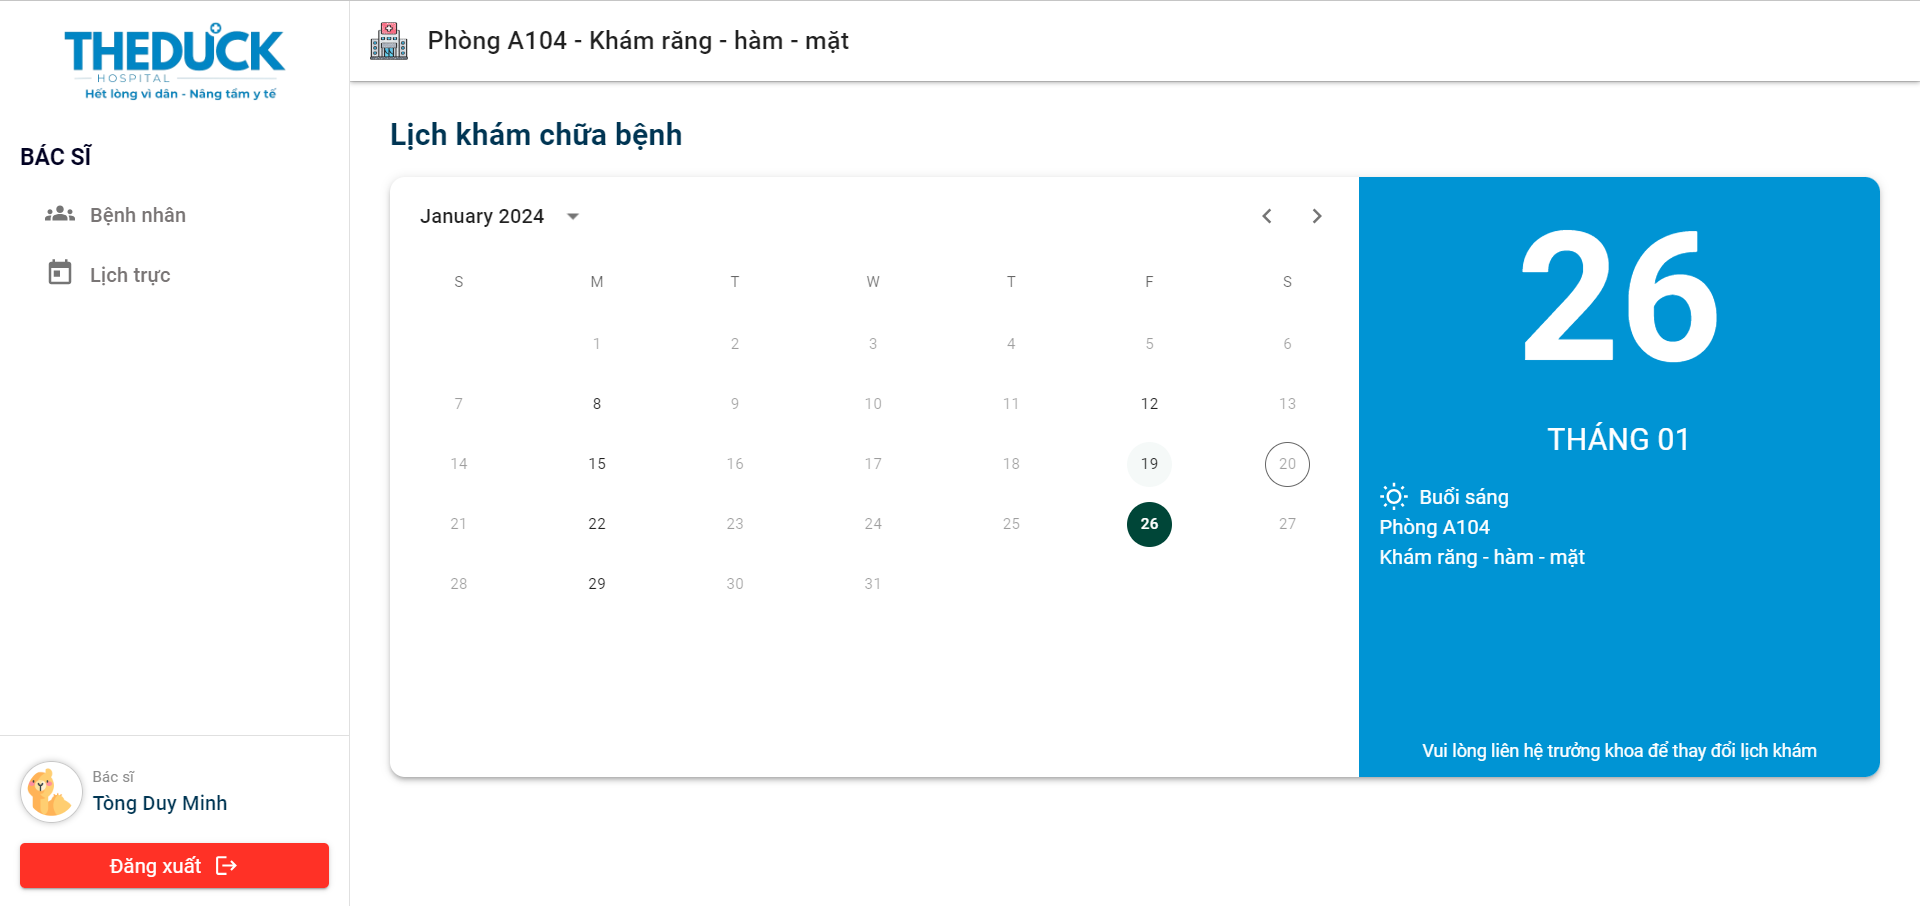 THEDUCK
HOSPITAL
Hết lòng vì dân - Nâng tầm y tế
BÁC SĨ
Bệnh nhân
Lịch trực
Bác sĩ
Tòng Duy Minh
Đăng xuất
Phòng A104 - Khám răng - hàm - mặt
Lịch khám chữa bệnh
January 2024
S M T W T F S
1 2 3 4 5 6
7 8 9 10 11 12 13
14 15 16 17 18 19 20
21 22 23 24 25 26 27
28 29 30 31
26
THÁNG 01
Buổi sáng
Phòng A104
Khám răng - hàm - mặt
Vui lòng liên hệ trưởng khoa để thay đổi lịch khám